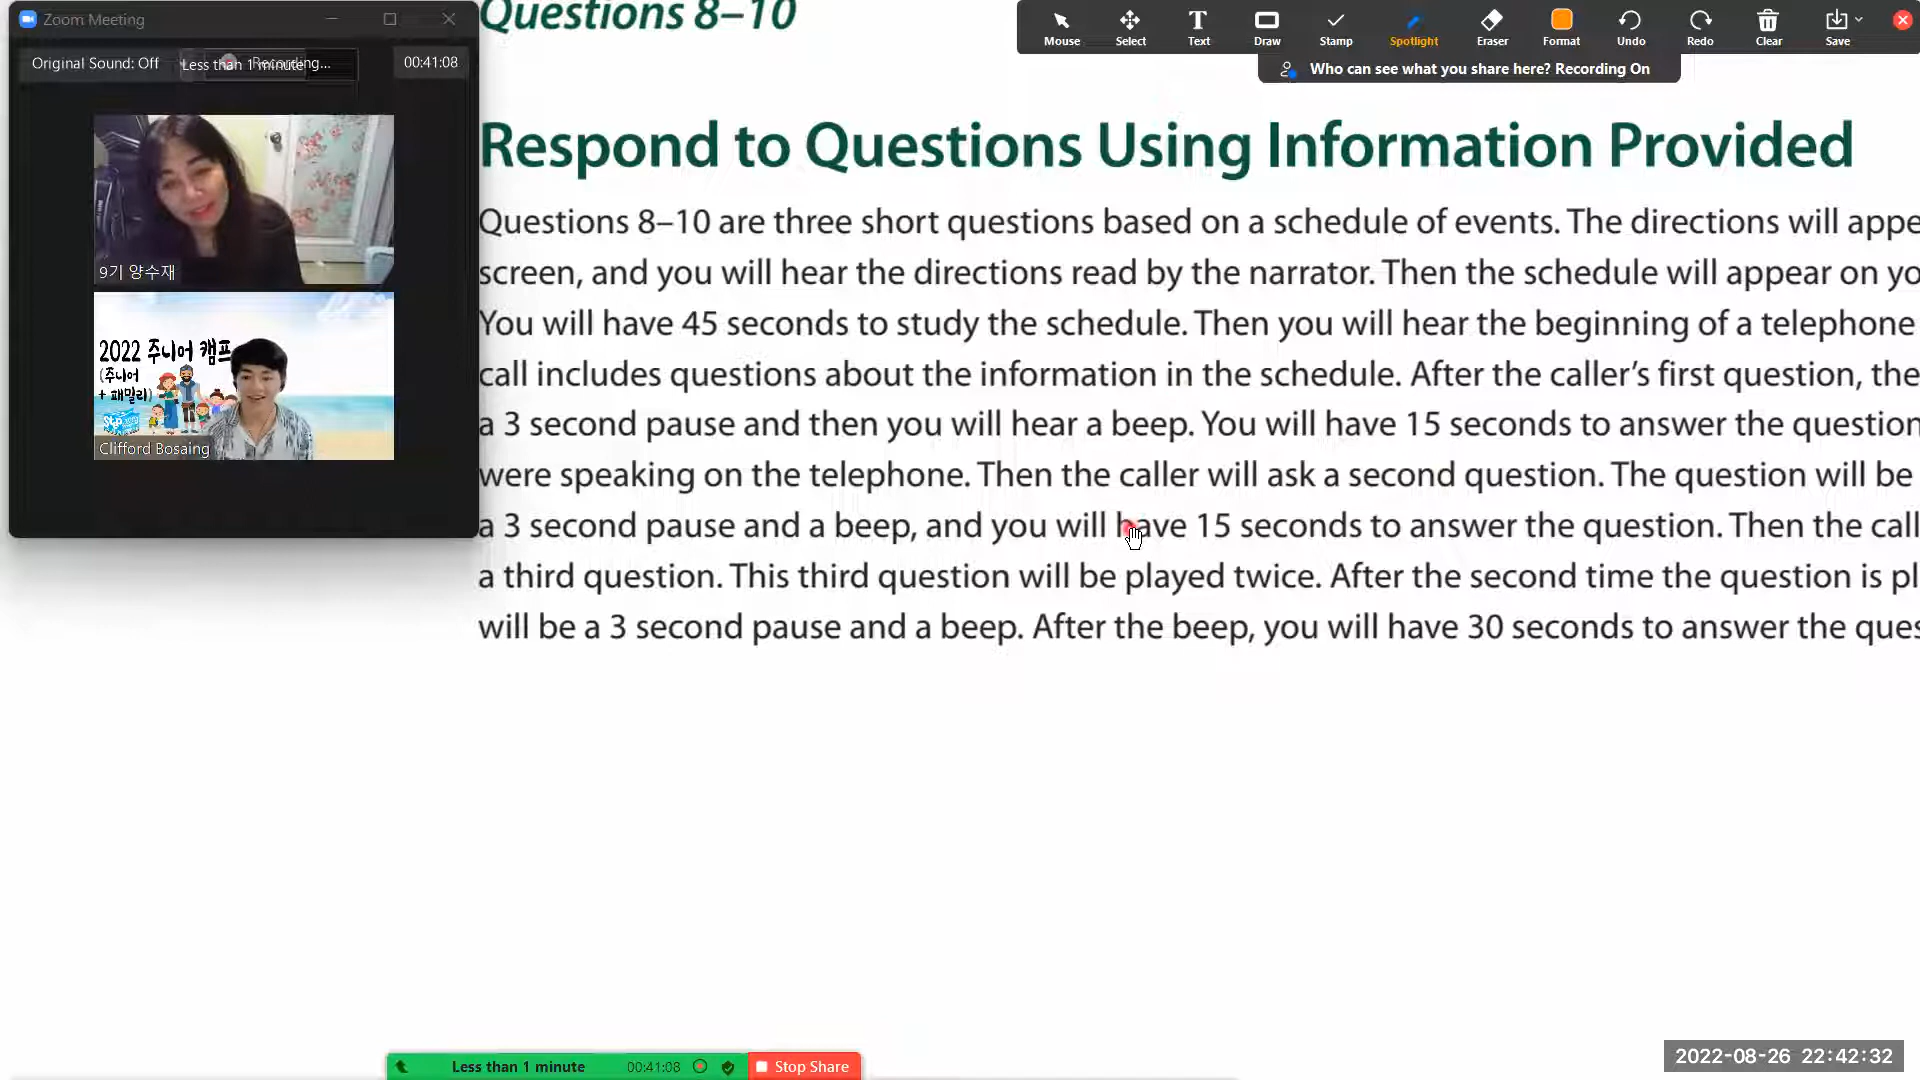 Zoom Meeting
Original Sound: Off
Less than 1 minute
Recording...
00:41:08
9기 양수재
2022 주니어 캠프
(주니어
+ 패밀리)
Clifford Bosaing
Questions 8–10
Mouse
Select
Text
Draw
Stamp
Spotlight
Eraser
Format
Undo
Redo
Clear
Save
Who can see what you share here? Recording On
Respond to Questions Using Information Provided
Questions 8–10 are three short questions based on a schedule of events. The directions will appe
screen, and you will hear the directions read by the narrator. Then the schedule will appear on yo
You will have 45 seconds to study the schedule. Then you will hear the beginning of a telephone
call includes questions about the information in the schedule. After the caller’s first question, the
a 3 second pause and then you will hear a beep. You will have 15 seconds to answer the question
were speaking on the telephone. Then the caller will ask a second question. The question will be
a 3 second pause and a beep, and you will have 15 seconds to answer the question. Then the call
a third question. This third question will be played twice. After the second time the question is pl
will be a 3 second pause and a beep. After the beep, you will have 30 seconds to answer the ques
Less than 1 minute
00:41:08
Stop Share
2022-08-26 22:42:32